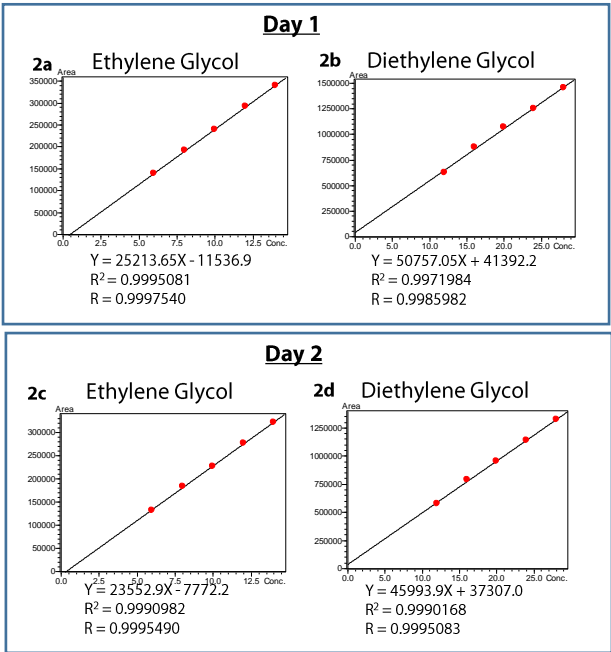 Day 1
2a Ethylene Glycol
Area
350000
300000
250000
200000
150000
100000
50000
0
0.0 2.5 5.0 7.5 10.0 12.5 Conc.
Y = 25213.65X - 11536.9
R² = 0.9995081
R = 0.9997540
2b Diethylene Glycol
Area
1500000
1250000
1000000
750000
500000
250000
0
0.0 5.0 10.0 15.0 20.0 25.0 Conc.
Y = 50757.05X + 41392.2
R² = 0.9971984
R = 0.9985982
Day 2
2c Ethylene Glycol
Area
300000
250000
200000
150000
100000
50000
0
0.0 2.5 5.0 7.5 10.0 12.5 Conc.
Y = 23552.9X - 7772.2
R² = 0.9990982
R = 0.9995490
2d Diethylene Glycol
Area
1250000
1000000
750000
500000
250000
0
0.0 5.0 10.0 15.0 20.0 25.0 Conc.
Y = 45993.9X + 37307.0
R² = 0.9990168
R = 0.9995083